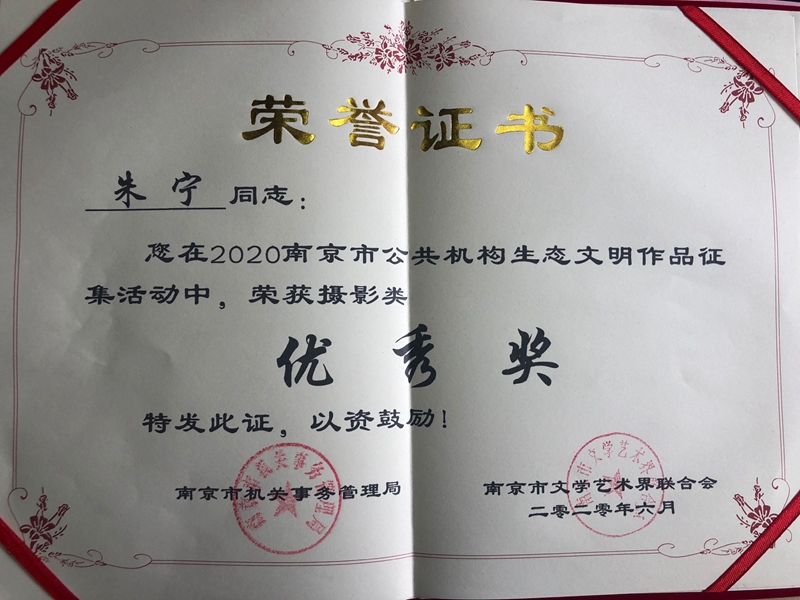 荣誉证书
朱宁同志：
您在2020南京市公共机构生态文明作品征
集活动中，荣获摄影类
优秀奖
特发此证，以资鼓励！
南京市机关事务管理局
南京市文学艺术界联合会
二零二零年六月